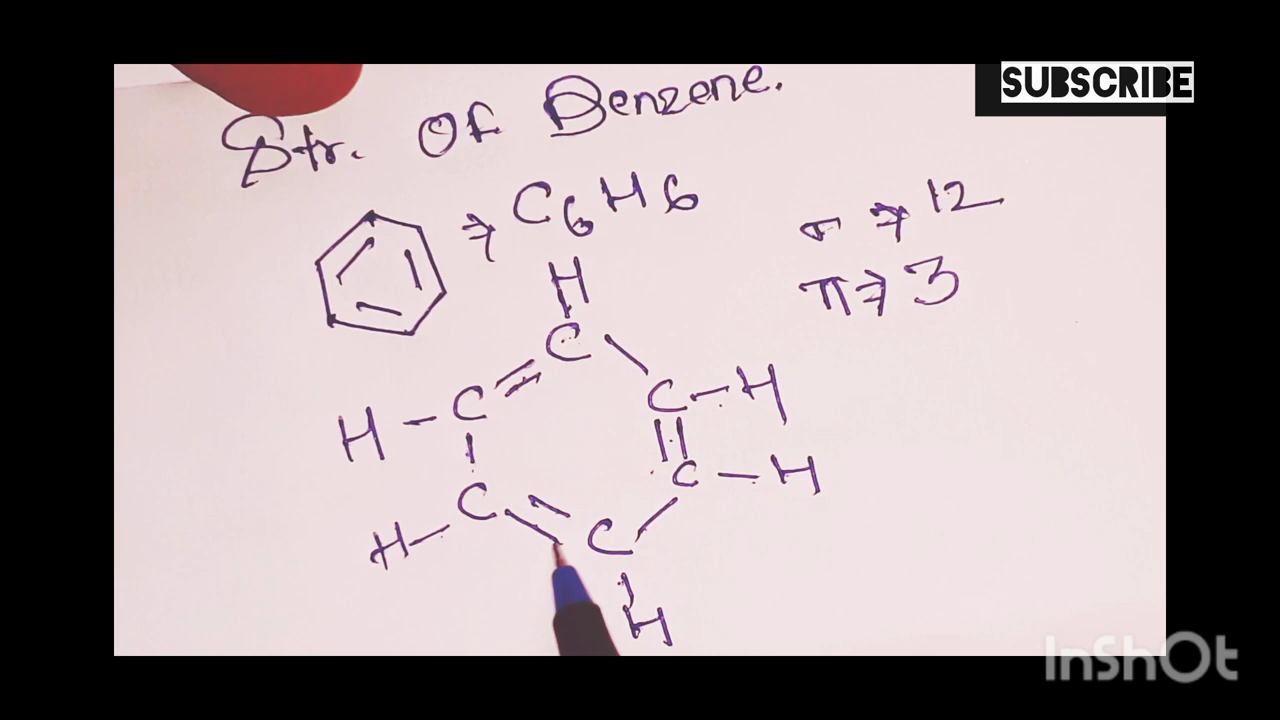 SUBSCRIBE
Str. Of Benzene.
⇒ C6H6
σ ⇒ 12
π ⇒ 3
H
C
C C - H
H - C C - H
C C
H - H
InShOt